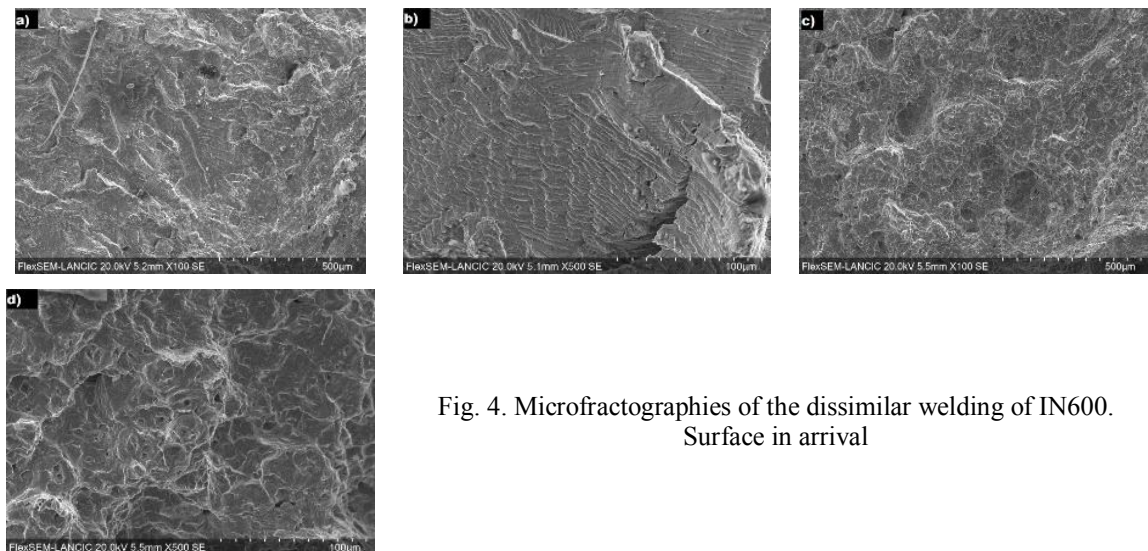 a)
FlexSEM-LANCIC 20.0kV 5.2mm X100 SE 500μm
b)
FlexSEM-LANCIC 20.0kV 5.1mm X500 SE 100μm
c)
FlexSEM-LANCIC 20.0kV 5.5mm X100 SE 500μm
d)
FlexSEM-LANCIC 20.0kV 5.5mm X500 SE 100μm
Fig. 4. Microfractographies of the dissimilar welding of IN600.
Surface in arrival